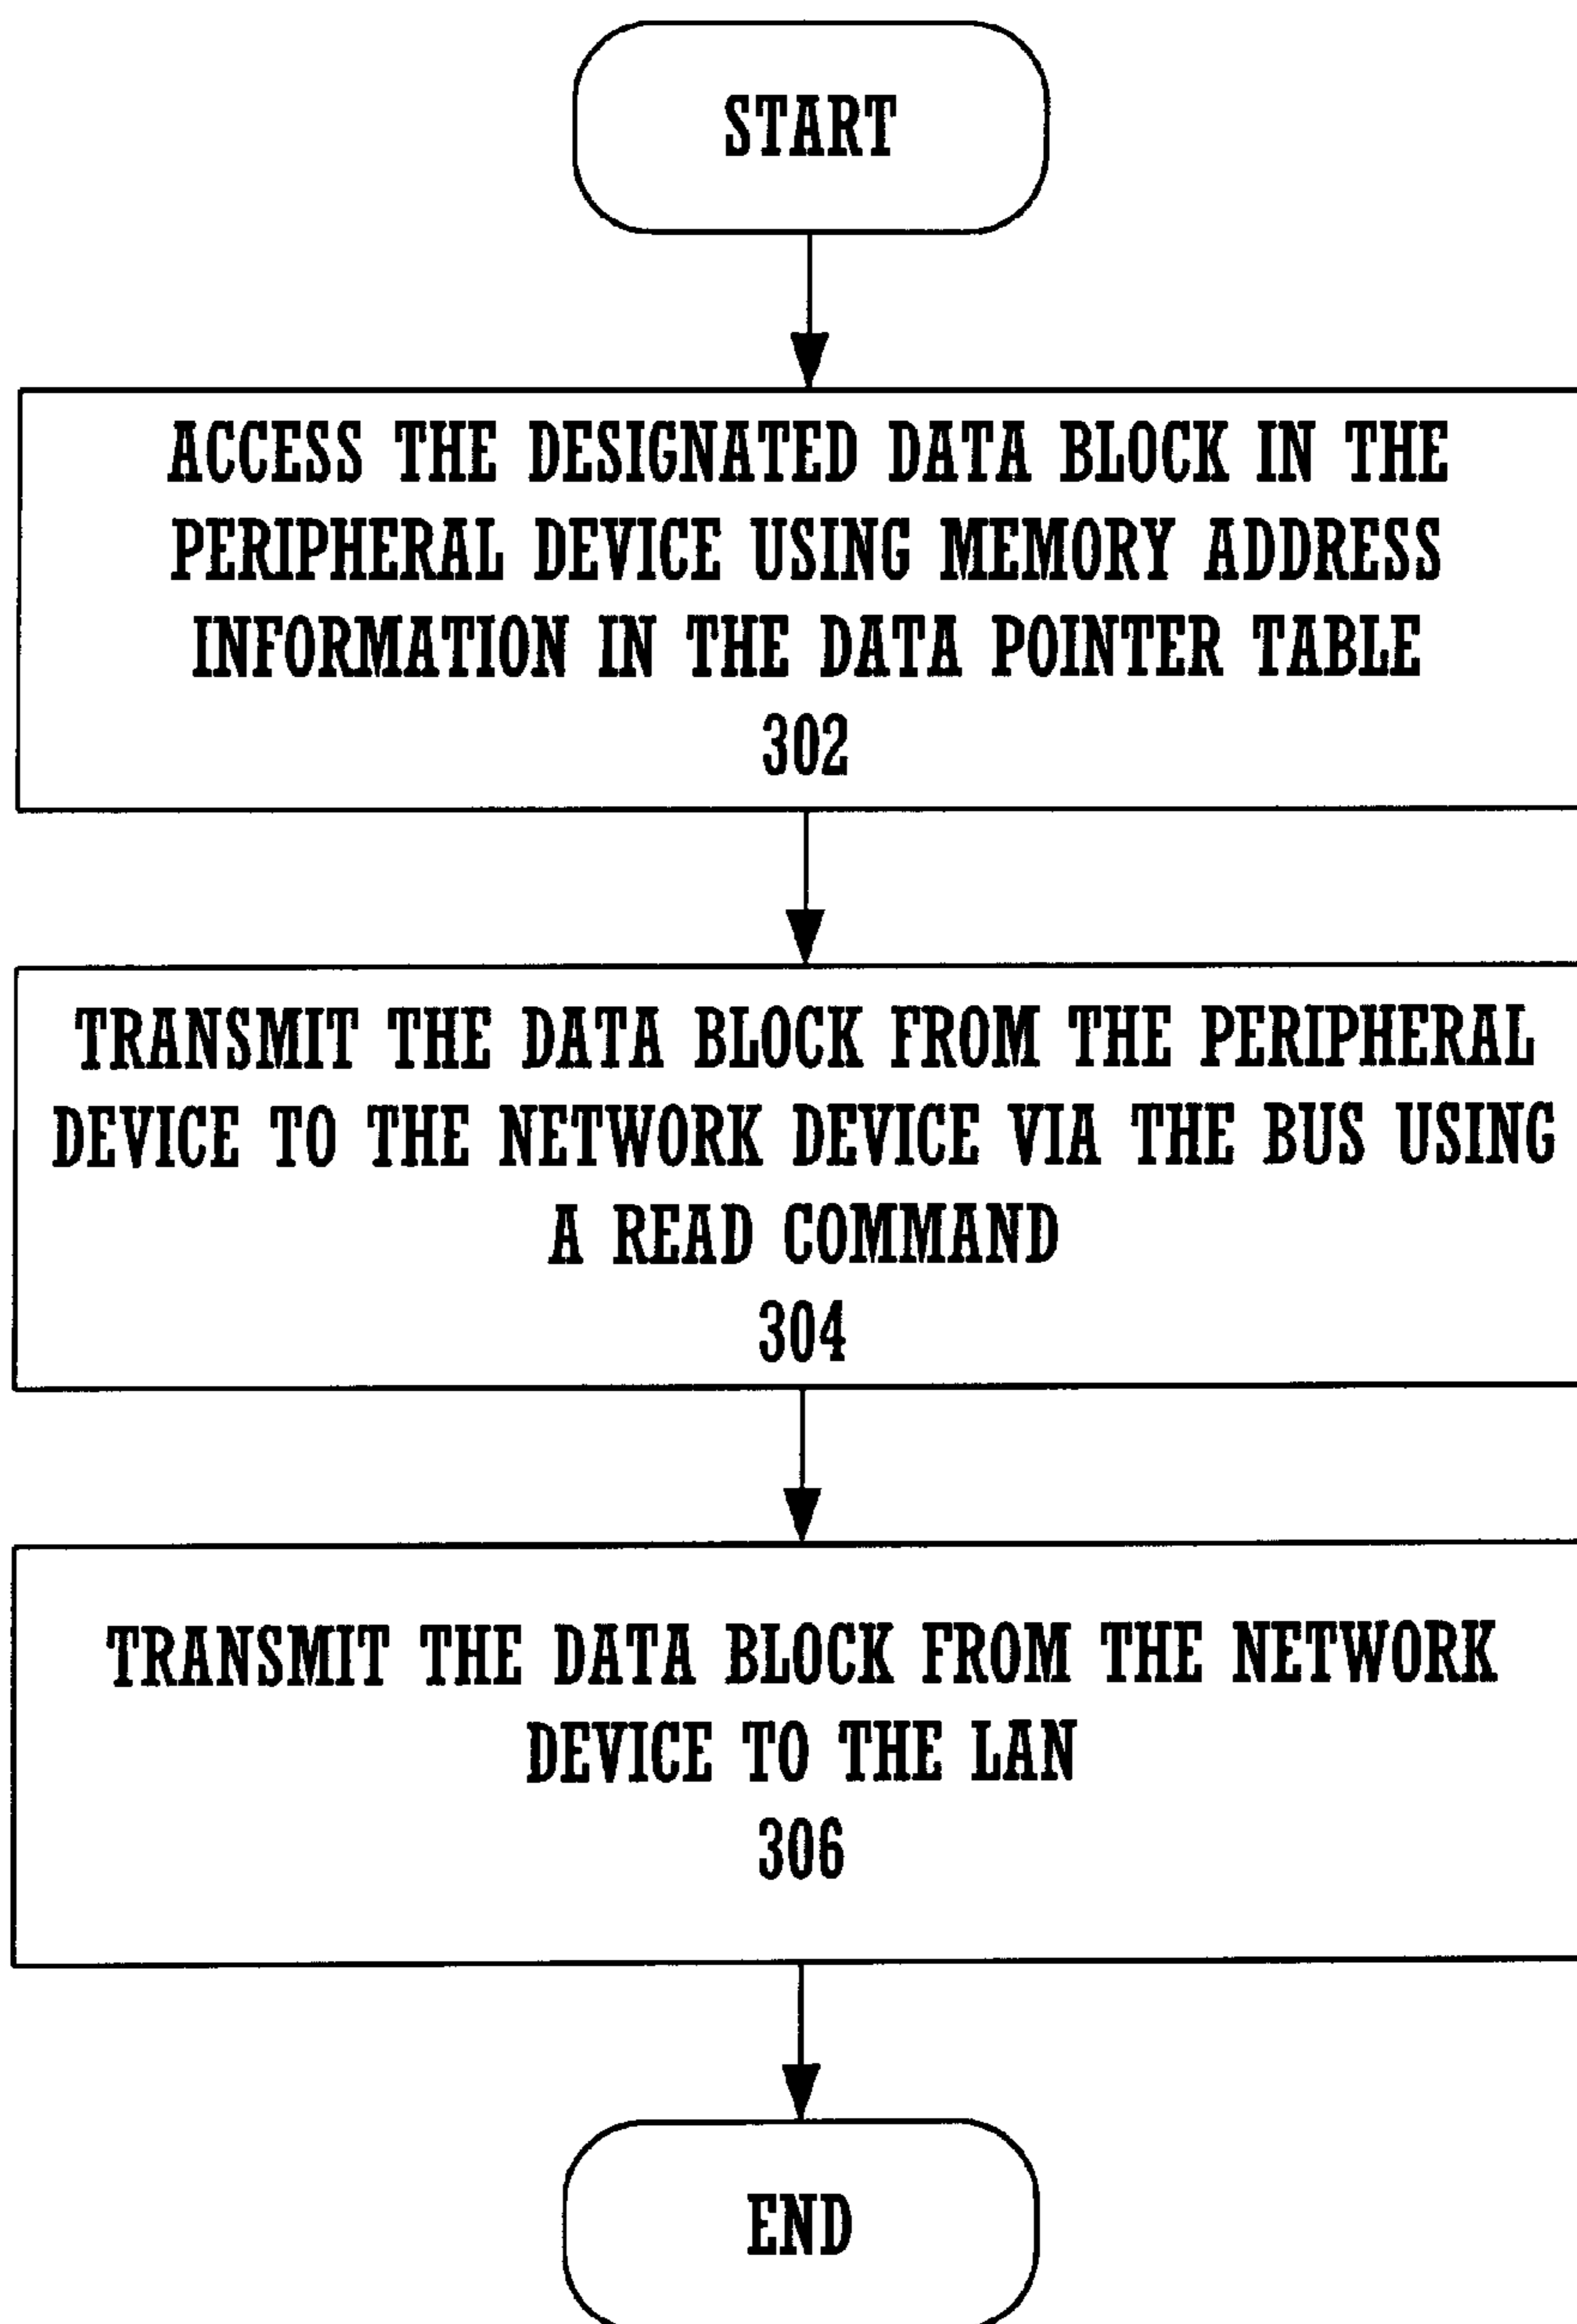 START
ACCESS THE DESIGNATED DATA BLOCK IN THE
PERIPHERAL DEVICE USING MEMORY ADDRESS
INFORMATION IN THE DATA POINTER TABLE
302
TRANSMIT THE DATA BLOCK FROM THE PERIPHERAL
DEVICE TO THE NETWORK DEVICE VIA THE BUS USING
A READ COMMAND
304
TRANSMIT THE DATA BLOCK FROM THE NETWORK
DEVICE TO THE LAN
306
END